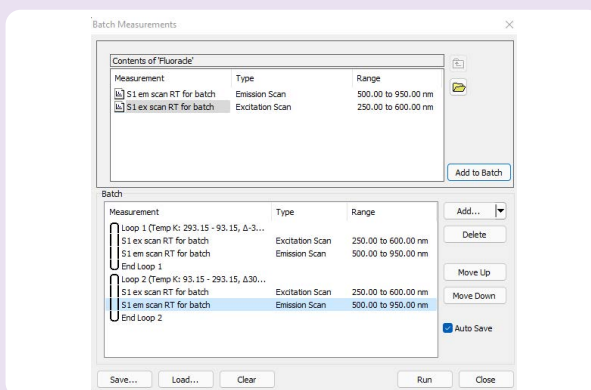 Batch Measurements
Contents of 'Fluoracle'
Measurement Type Range
S1 em scan RT for batch Emission Scan 500.00 to 950.00 nm
S1 ex scan RT for batch Excitation Scan 250.00 to 600.00 nm
Add to Batch
Batch
Measurement Type Range
Add...
Loop 1 (Temp K: 293.15 - 93.15, Δ-3...
S1 ex scan RT for batch Excitation Scan 250.00 to 600.00 nm
Delete
S1 em scan RT for batch Emission Scan 500.00 to 950.00 nm
End Loop 1
Loop 2 (Temp K: 93.15 - 293.15, Δ30...
Move Up
S1 ex scan RT for batch Excitation Scan 250.00 to 600.00 nm
S1 em scan RT for batch Emission Scan 500.00 to 950.00 nm
Move Down
End Loop 2
Auto Save
Save... Load... Clear Run Close